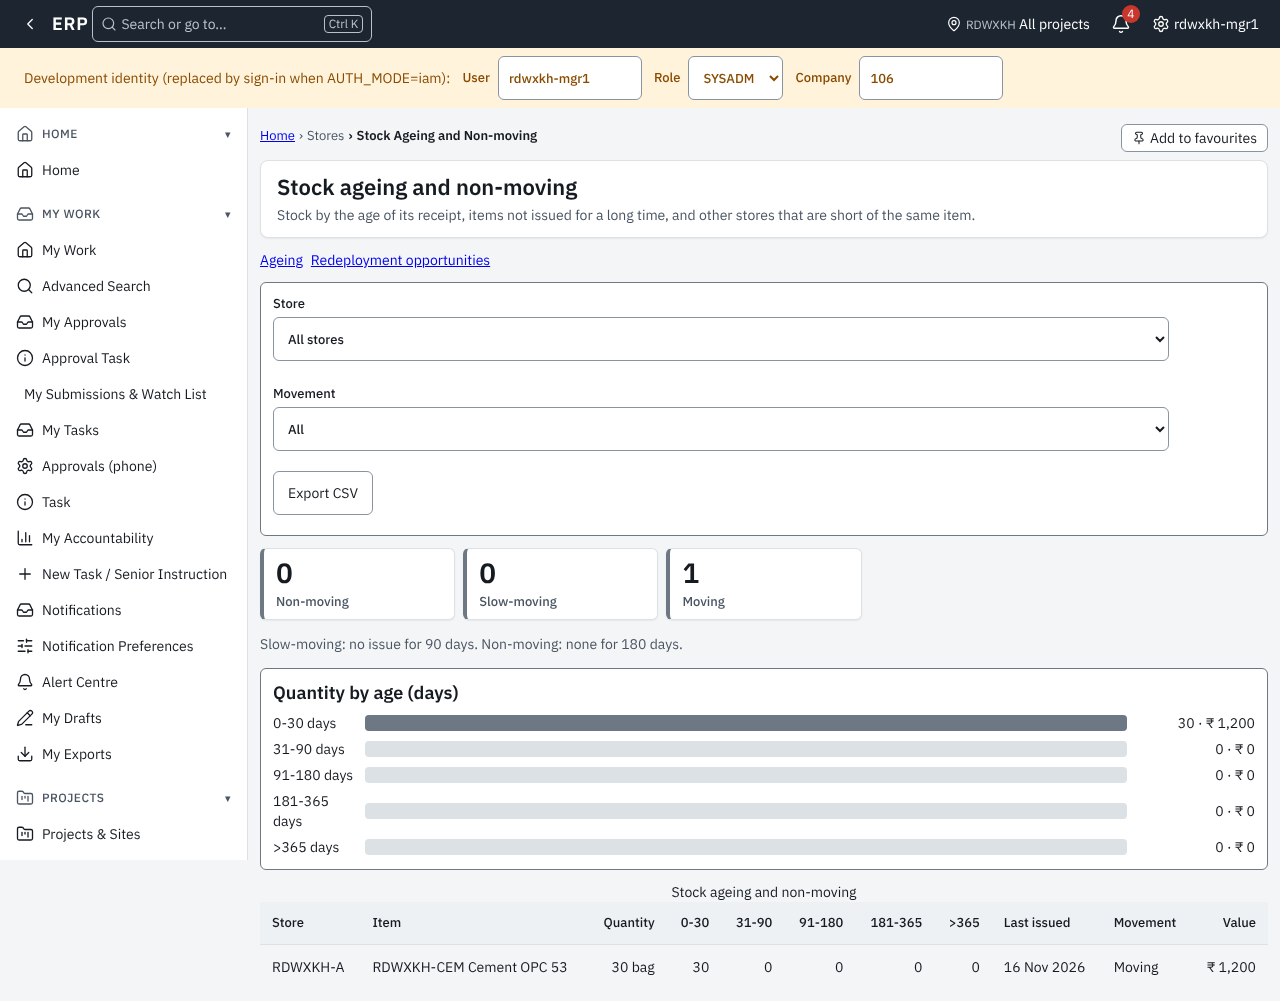 ERP
Search or go to...
Ctrl K
RDWXKH All projects
4
rdwxkh-mgr1
Development identity (replaced by sign-in when AUTH_MODE=iam): User rdwxkh-mgr1 Role SYSADM Company 106
HOME
Home
MY WORK
My Work
Advanced Search
My Approvals
Approval Task
My Submissions & Watch List
My Tasks
Approvals (phone)
Task
My Accountability
New Task / Senior Instruction
Notifications
Notification Preferences
Alert Centre
My Drafts
My Exports
PROJECTS
Projects & Sites
Home › Stores › Stock Ageing and Non-moving
Add to favourites
Stock ageing and non-moving
Stock by the age of its receipt, items not issued for a long time, and other stores that are short of the same item.
Ageing Redeployment opportunities
Store
All stores
Movement
All
Export CSV
0
Non-moving
0
Slow-moving
1
Moving
Slow-moving: no issue for 90 days. Non-moving: none for 180 days.
Quantity by age (days)
0-30 days 30 · ₹ 1,200
31-90 days 0 · ₹ 0
91-180 days 0 · ₹ 0
181-365 days 0 · ₹ 0
>365 days 0 · ₹ 0
Stock ageing and non-moving
Store Item Quantity 0-30 31-90 91-180 181-365 >365 Last issued Movement Value
RDWXKH-A RDWXKH-CEM Cement OPC 53 30 bag 30 0 0 0 0 16 Nov 2026 Moving ₹ 1,200